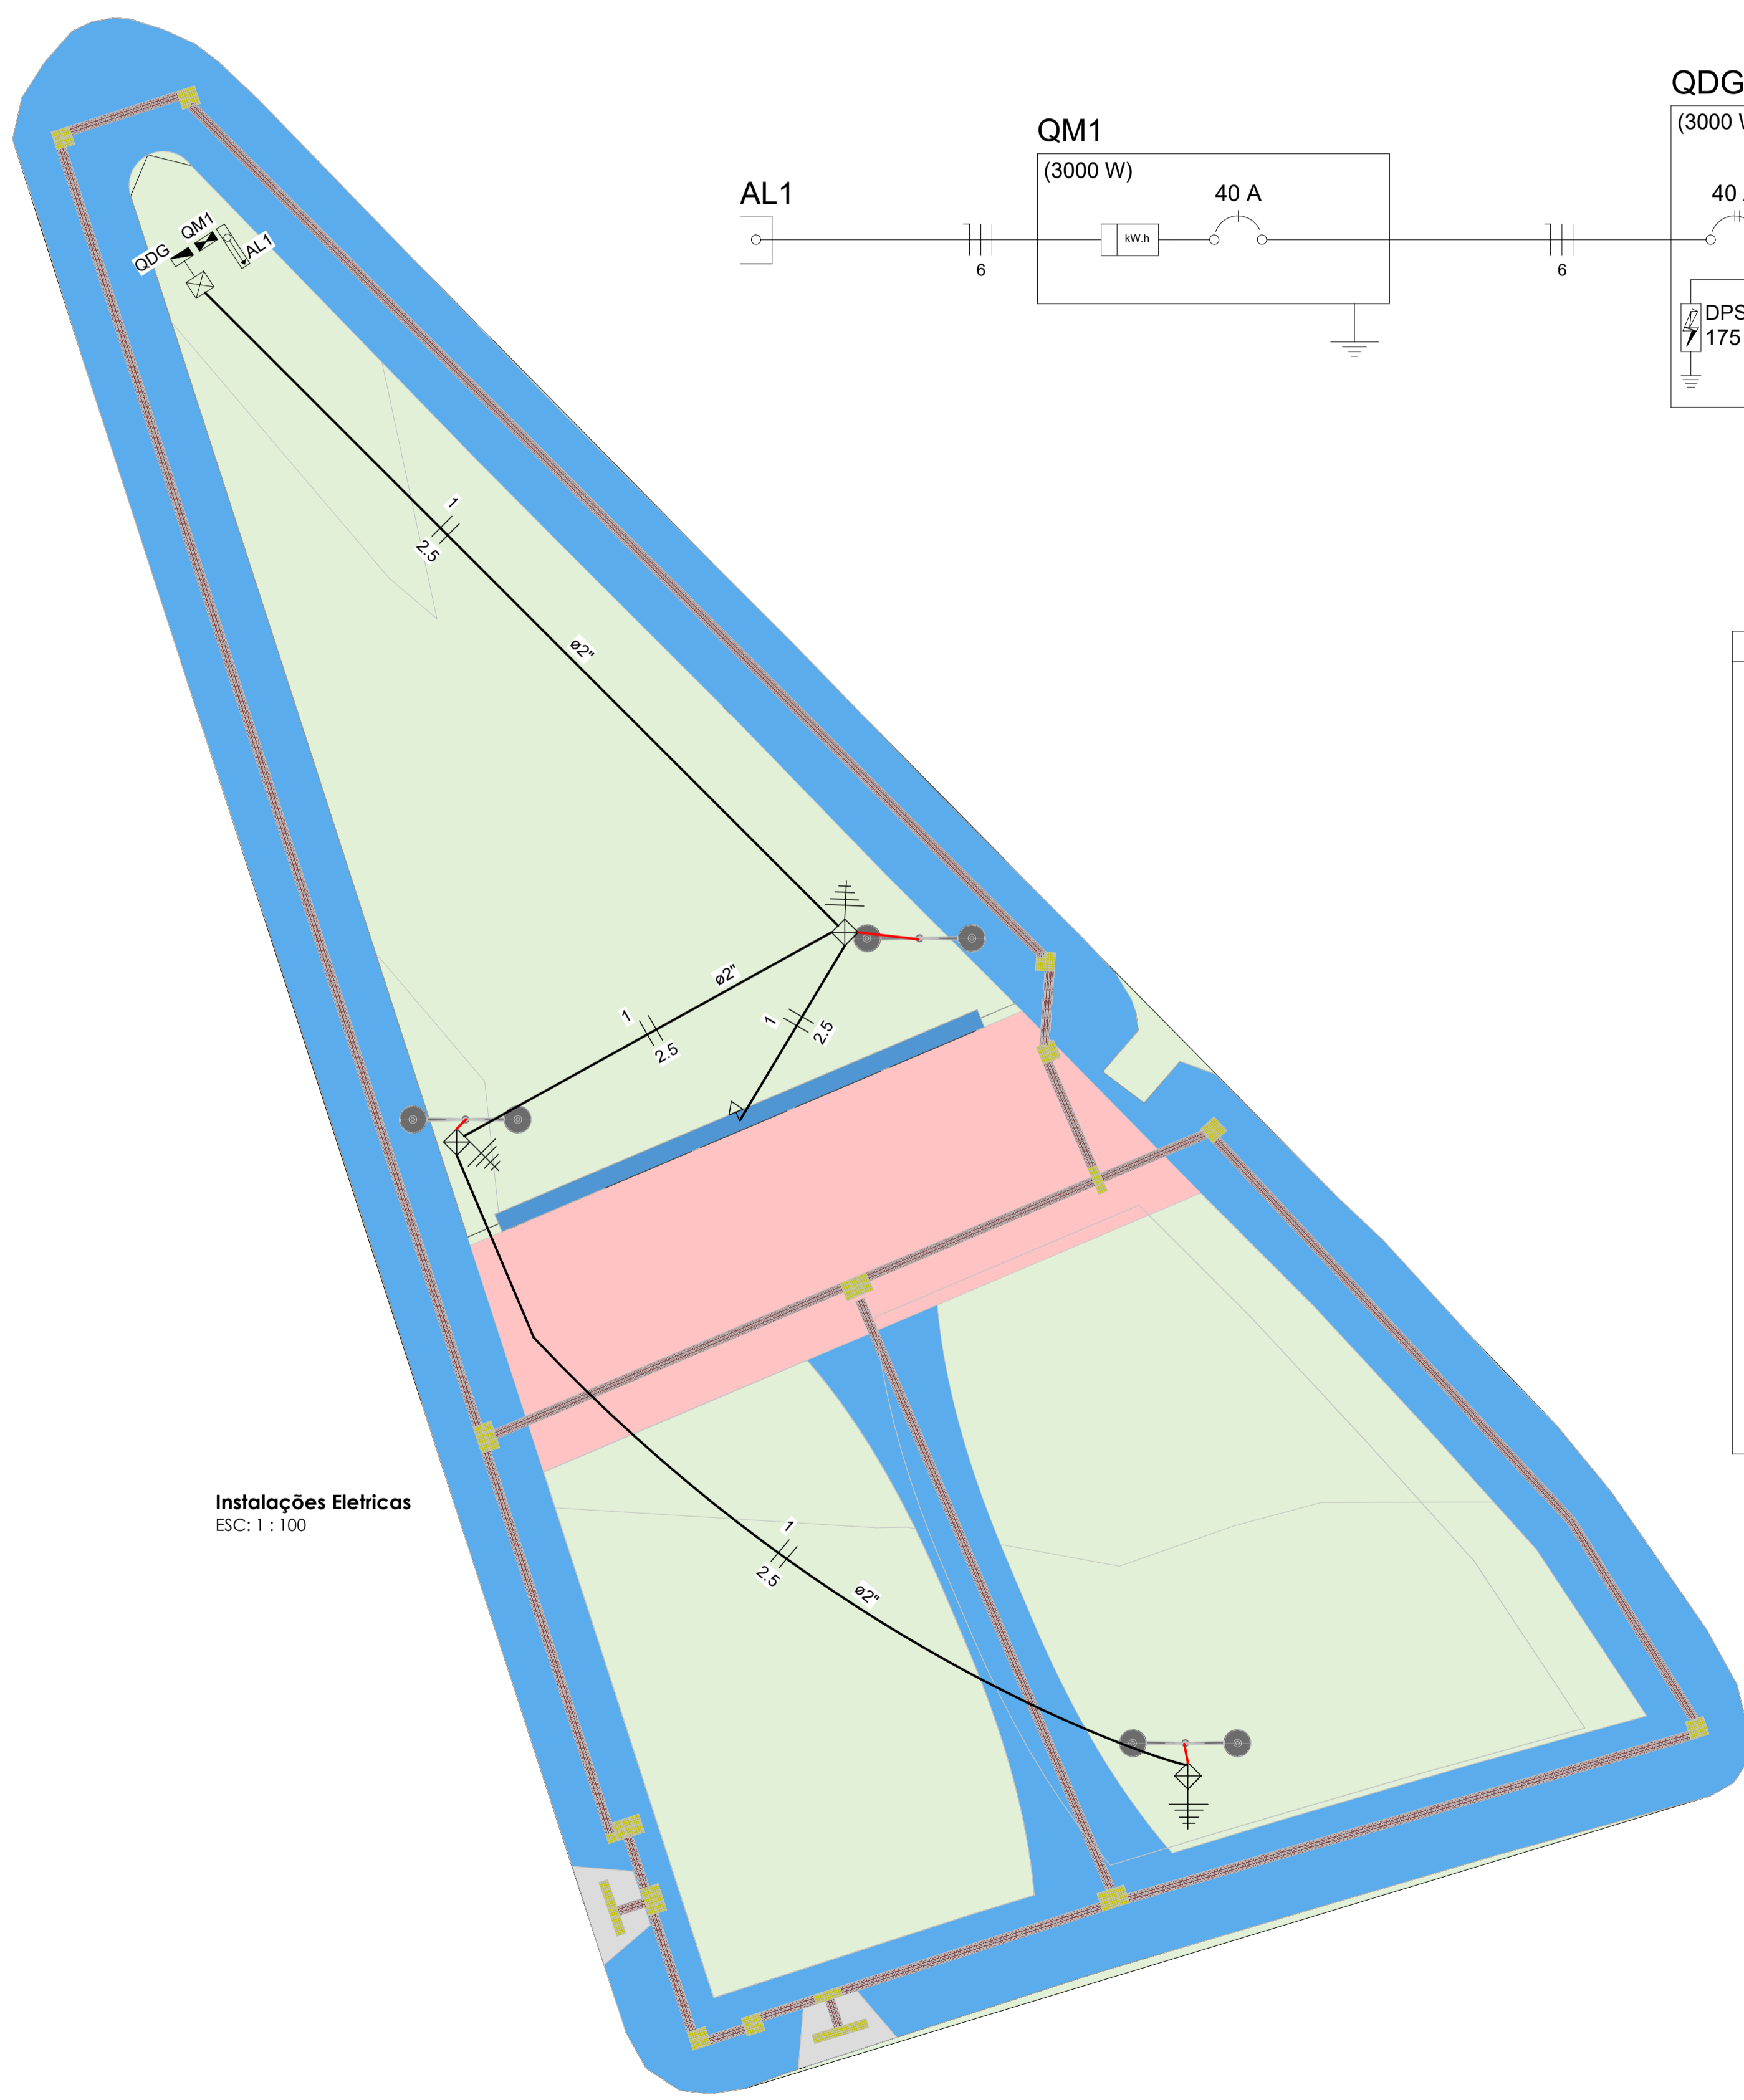 QDG
(3000 W
QM1
(3000 W)
40 A
40
AL1
kW.h
6
6
DPS
175
QM1
QDG
AL1
1
2.5
ø2"
ø2"
1
2.5
1
2.5
Instalações Eletricas
ESC: 1 : 100
1
2.5
ø2"